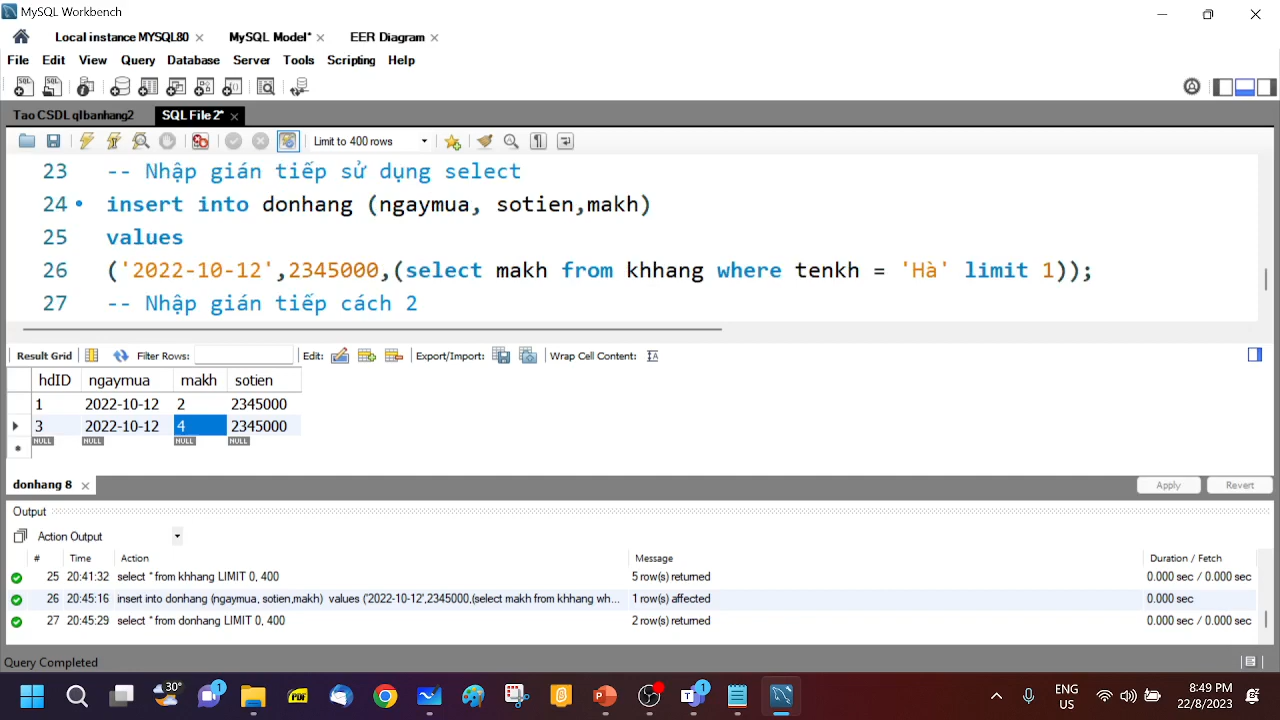 MySQL Workbench
Local instance MYSQL80 MySQL Model* EER Diagram
File Edit View Query Database Server Tools Scripting Help
Tao CSDL qlbanhang2 SQL File 2*
Limit to 400 rows
23 -- Nhập gián tiếp sử dụng select
24 insert into donhang (ngaymua, sotien,makh)
25 values
26 ('2022-10-12',2345000,(select makh from khhang where tenkh = 'Hà' limit 1));
27 -- Nhập gián tiếp cách 2
Result Grid Filter Rows: Edit: Export/Import: Wrap Cell Content:
hdID ngaymua makh sotien
1 2022-10-12 2 2345000
3 2022-10-12 4 2345000
NULL NULL NULL NULL
donhang 8 Apply Revert
Output
Action Output
# Time Action Message Duration / Fetch
25 20:41:32 select * from khhang LIMIT 0, 400 5 row(s) returned 0.000 sec / 0.000 sec
26 20:45:16 insert into donhang (ngaymua, sotien,makh) values ('2022-10-12',2345000,(select makh from khhang wh... 1 row(s) affected 0.000 sec
27 20:45:29 select * from donhang LIMIT 0, 400 2 row(s) returned 0.000 sec / 0.000 sec
Query Completed
30° 1 PDF 1 ENG 8:49 PM
US 22/8/2023